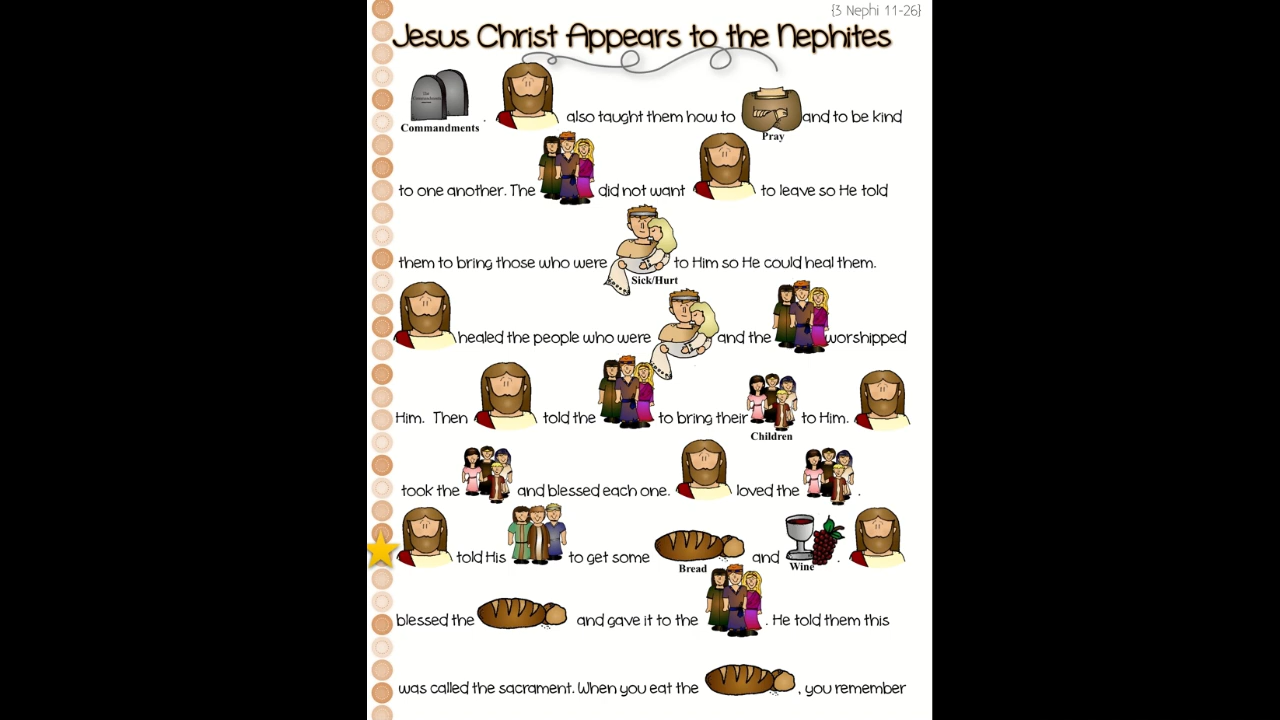 {3 Nephi 11-26}
Jesus Christ Appears to the Nephites
. also taught them how to and to be kind
Commandments Pray
to one another. The did not want to leave so He told
them to bring those who were to Him so He could heal them.
Sick/Hurt
healed the people who were and the worshipped
Him. Then told the to bring their to Him.
Children
took the and blessed each one. loved the .
told His to get some and .
Bread Wine
blessed the and gave it to the . He told them this
was called the sacrament. When you eat the , you remember